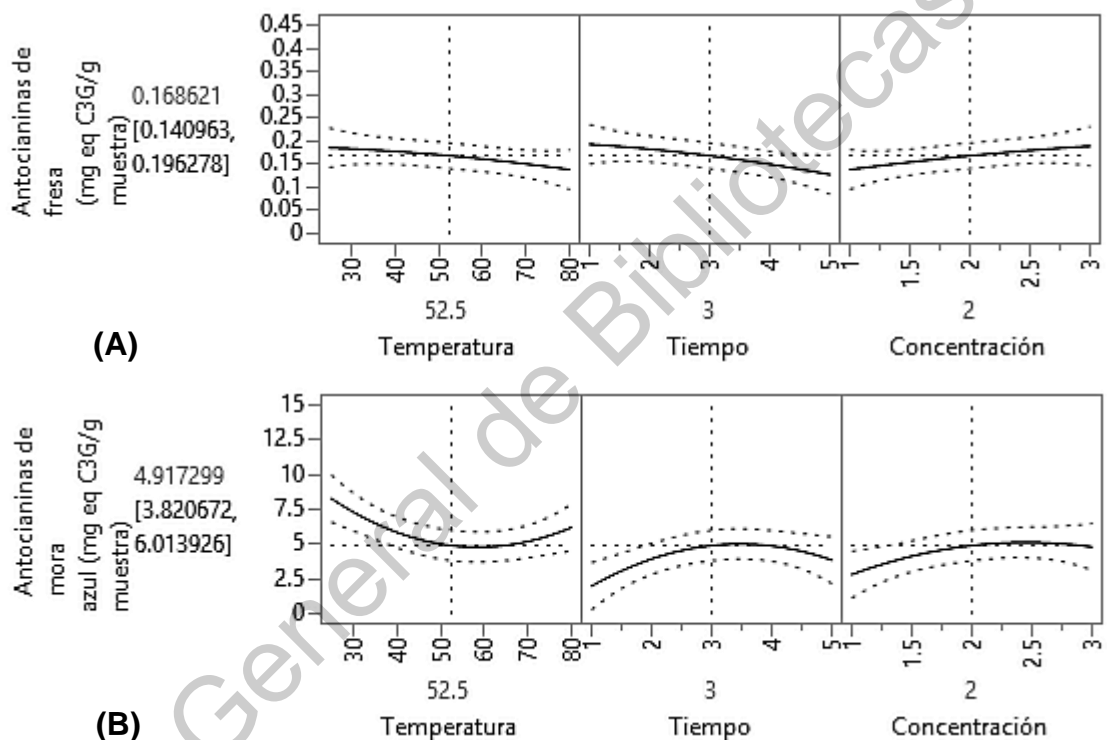 Antocianinas de
fresa
(mg eq C3G/g
muestra)
0.168621
[0.140963,
0.196278]
0.45
0.4
0.35
0.3
0.25
0.2
0.15
0.1
0.05
0
30 40 50 60 70 80
1 2 3 4 5
1 1.5 2 2.5 3
52.5 3 2
Temperatura Tiempo Concentración
(A)
Antocianinas de
mora
azul (mg eq C3G/g
muestra)
4.917299
[3.820672,
6.013926]
15
12.5
10
7.5
5
2.5
0
30 40 50 60 70 80
1 2 3 4 5
1 1.5 2 2.5 3
52.5 3 2
Temperatura Tiempo Concentración
(B)
General de Bibliotecas